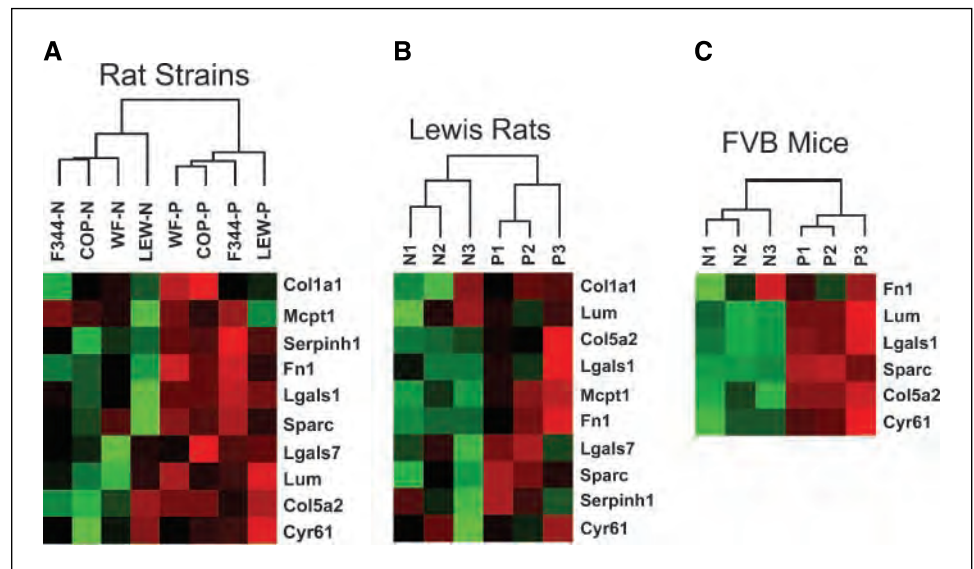 A
Rat Strains
F344-N
COP-N
WF-N
LEW-N
WF-P
COP-P
F344-P
LEW-P
Col1a1
Mcpt1
Serpinh1
Fn1
Lgals1
Sparc
Lgals7
Lum
Col5a2
Cyr61
B
Lewis Rats
N1
N2
N3
P1
P2
P3
Col1a1
Lum
Col5a2
Lgals1
Mcpt1
Fn1
Lgals7
Sparc
Serpinh1
Cyr61
C
FVB Mice
N1
N2
N3
P1
P2
P3
Fn1
Lum
Lgals1
Sparc
Col5a2
Cyr61